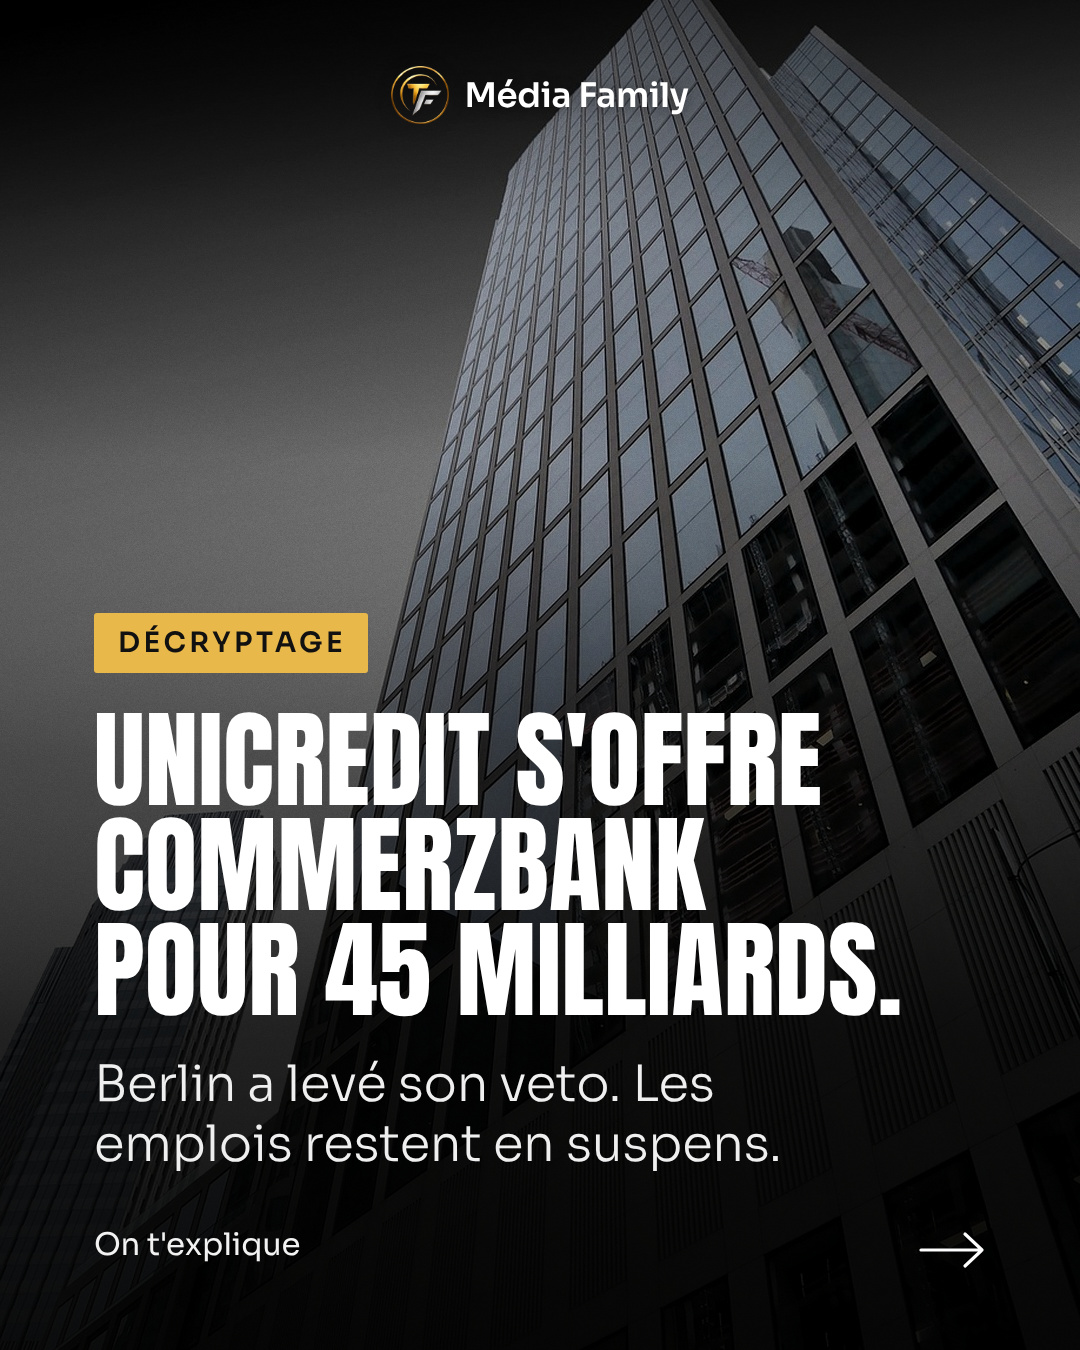 TF Média Family
DÉCRYPTAGE
UNICREDIT S'OFFRE
COMMERZBANK
POUR 45 MILLIARDS.
Berlin a levé son veto. Les
emplois restent en suspens.
On t'explique